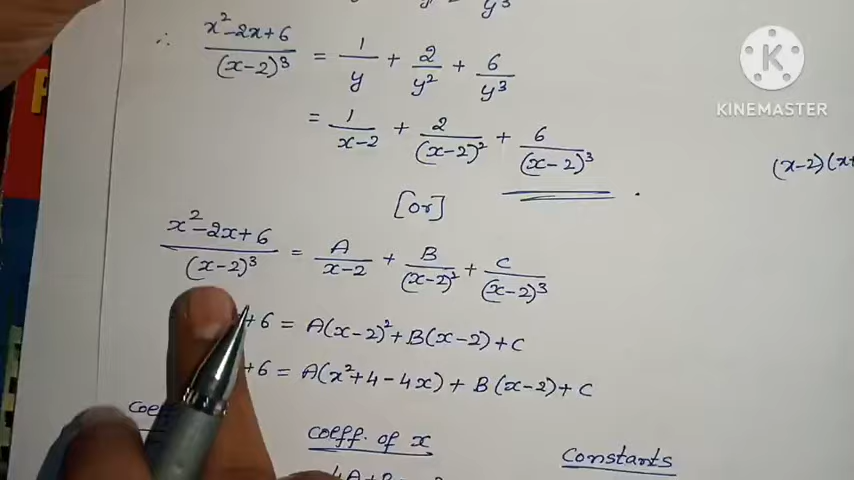 y³
∴ x²-2x+6/(x-2)³ = 1/y + 2/y² + 6/y³
= 1/x-2 + 2/(x-2)² + 6/(x-2)³
(x-2)(x+
[or]
x²-2x+6/(x-2)³ = A/x-2 + B/(x-2)² + C/(x-2)³
+6 = A(x-2)²+B(x-2)+C
+6 = A(x²+4-4x)+B(x-2)+C
coeff. of x
Constants
K
KINEMASTER